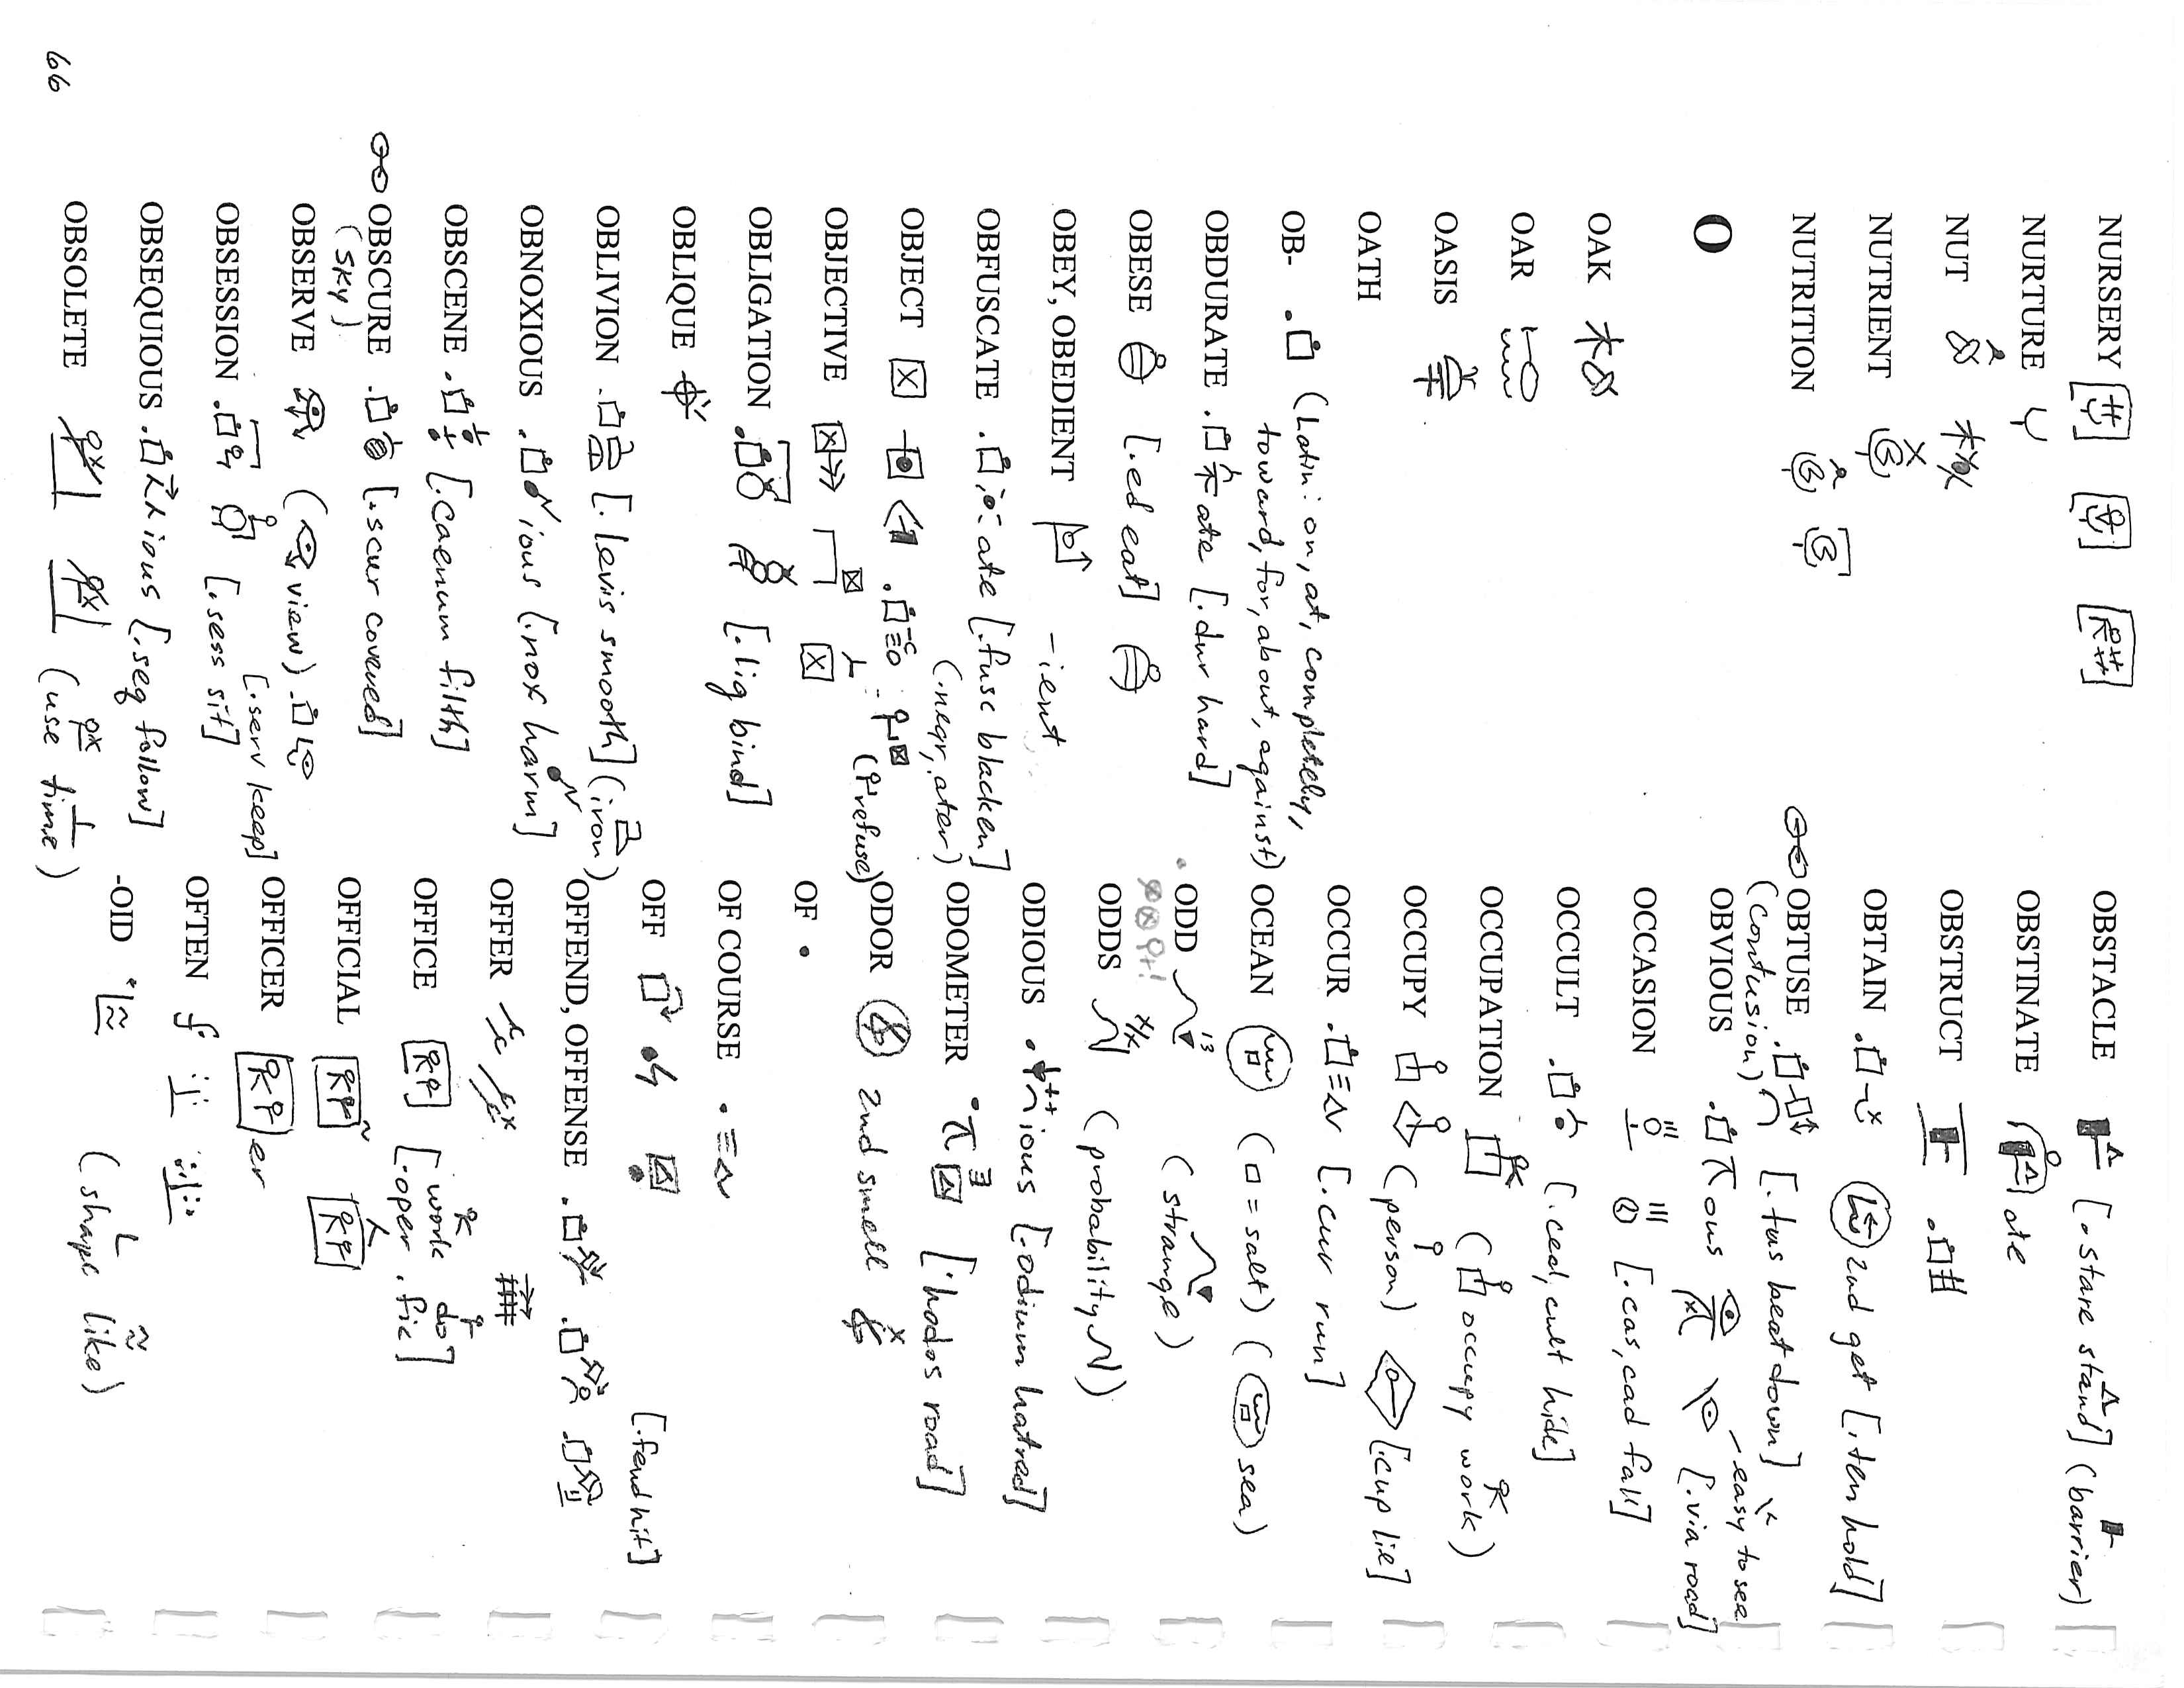 NURSERY
NURTURE
NUT
NUTRIENT
NUTRITION
O
OAK
OAR
OASIS
OATH
OB- (Latin: on, at, completely,
toward, for, about, against)
OBDURATE ate [.dur hard]
OBESE [.ed eat]
OBEY, OBEDIENT -ient
OBFUSCATE ate [.fusc blacken]
(.negr, .ater)
OBJECT
(refuse)
OBJECTIVE
OBLIGATION [.lig bind]
OBLIQUE
OBLIVION [.levis smooth] (iron)
OBNOXIOUS ious [.nox harm]
OBSCENE [.caenum filth]
OBSCURE [.scur covered]
(sky)
OBSERVE (view) [.serv keep]
OBSESSION [.sess sit]
OBSEQUIOUS ious [.seq follow]
OBSOLETE (use time)
66
OBSTACLE [.stare stand] (barrier)
OBSTINATE ate
OBSTRUCT
OBTAIN 2nd get [.ten hold]
OBTUSE [.tus beat down]
(contusion)
OBVIOUS ous - easy to see [.via road]
OCCASION [.cas, cad fall]
OCCULT [.cel, cult hide]
OCCUPATION (occupy work)
OCCUPY (person) [.cup lie]
OCCUR [.cur run]
OCEAN (□ = salt) (sea)
ODD 13 (strange)
ODDS x/x (probability)
ODIOUS ++ ious [.odium hatred]
ODOMETER [.hodos road]
ODOR 2nd smell
OF •
OF COURSE
OFF
OFFEND, OFFENSE [.fend hit]
OFFER
OFFICE [work do
.oper .fic]
OFFICIAL
OFFICER er
OFTEN
-OID (shape like)